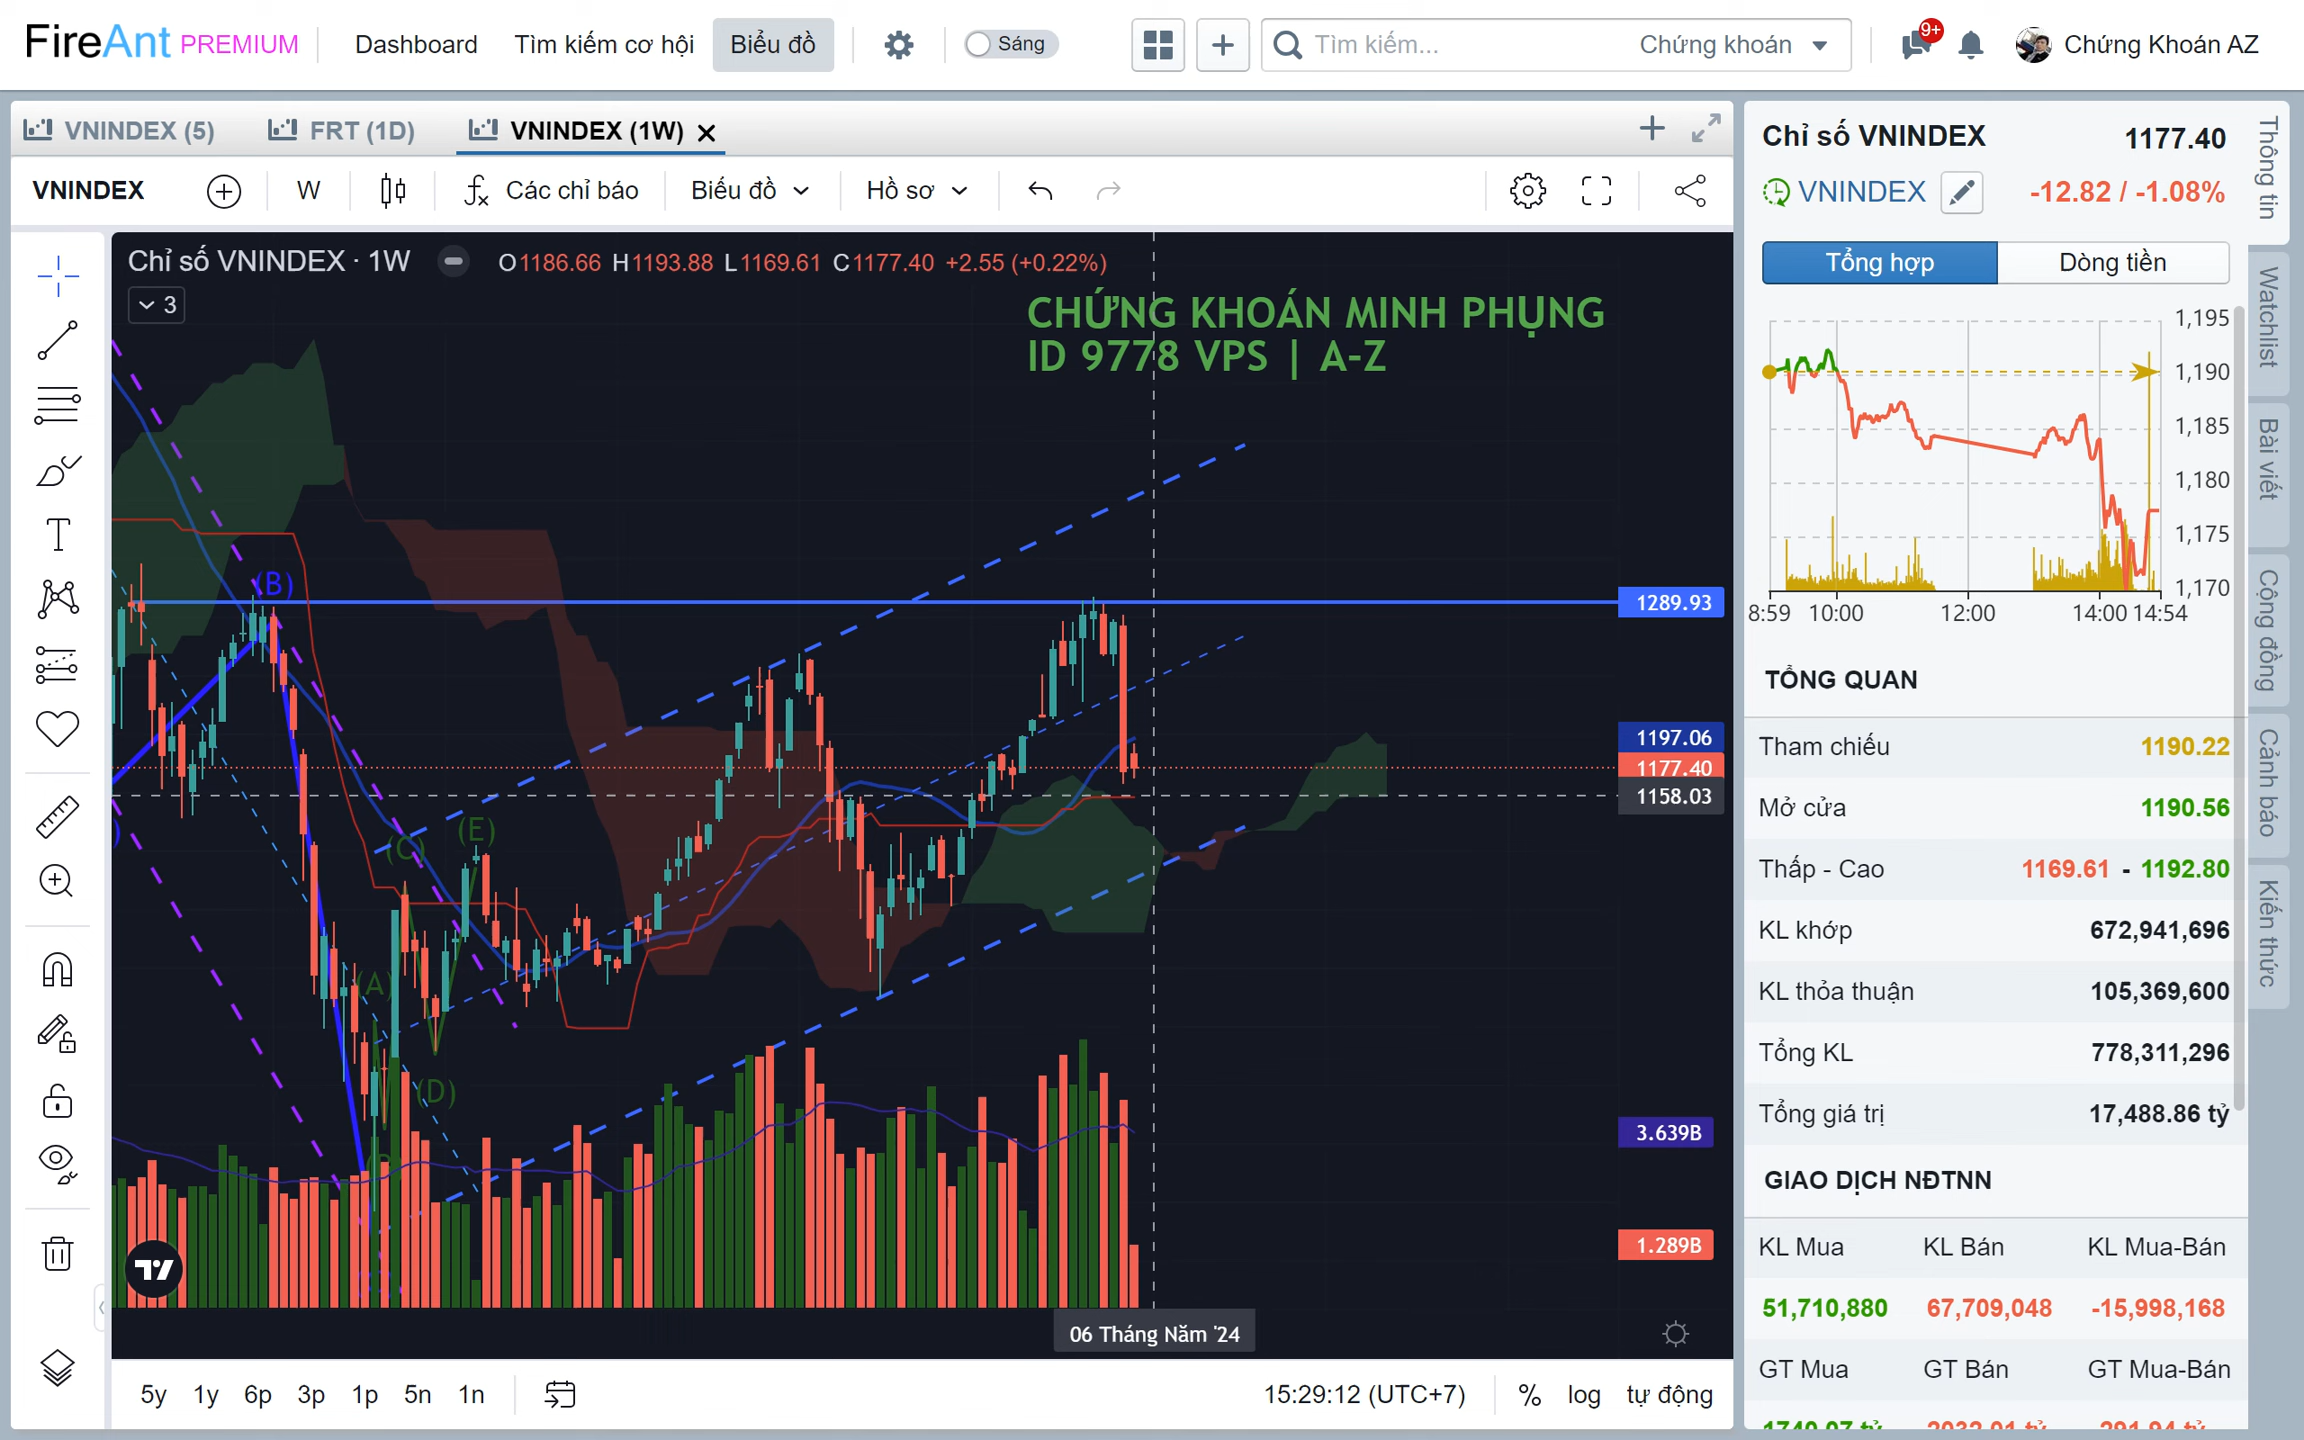 FireAnt PREMIUM
Dashboard
Tìm kiếm cơ hội
Biểu đồ
Sáng
Tìm kiếm...
Chứng khoán
9+
Chứng Khoán AZ
VNINDEX (5)
FRT (1D)
VNINDEX (1W)
VNINDEX
W
Các chỉ báo
Biểu đồ
Hồ sơ
Chỉ số VNINDEX · 1W
O1186.66 H1193.88 L1169.61 C1177.40 +2.55 (+0.22%)
3
CHỨNG KHOÁN MINH PHỤNG
ID 9778 VPS | A-Z
(B)
(C)
(E)
(A)
(D)
1289.93
1197.06
1177.40
1158.03
3.639B
1.289B
06 Tháng Năm '24
5y
1y
6p
3p
1p
5n
1n
15:29:12 (UTC+7)
%
log
tự động
Chỉ số VNINDEX
1177.40
VNINDEX
-12.82 / -1.08%
Tổng hợp
Dòng tiền
1,195
1,190
1,185
1,180
1,175
1,170
8:59
10:00
12:00
14:00
14:54
TỔNG QUAN
Tham chiếu 1190.22
Mở cửa 1190.56
Thấp - Cao 1169.61 - 1192.80
KL khớp 672,941,696
KL thỏa thuận 105,369,600
Tổng KL 778,311,296
Tổng giá trị 17,488.86 tỷ
GIAO DỊCH NĐTNN
KL Mua KL Bán KL Mua-Bán
51,710,880 67,709,048 -15,998,168
GT Mua GT Bán GT Mua-Bán
Thông tin
Watchlist
Bài viết
Cộng đồng
Cảnh báo
Kiến thức